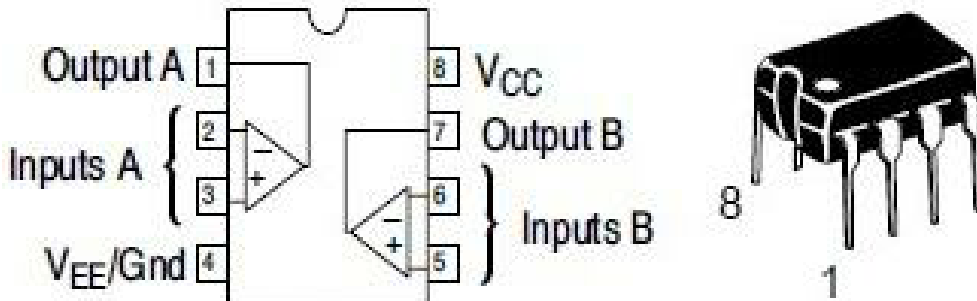 Output A 1
2
Inputs A
3
VEE/Gnd 4
8 VCC
7 Output B
6
Inputs B
5
− +
− +
8
1